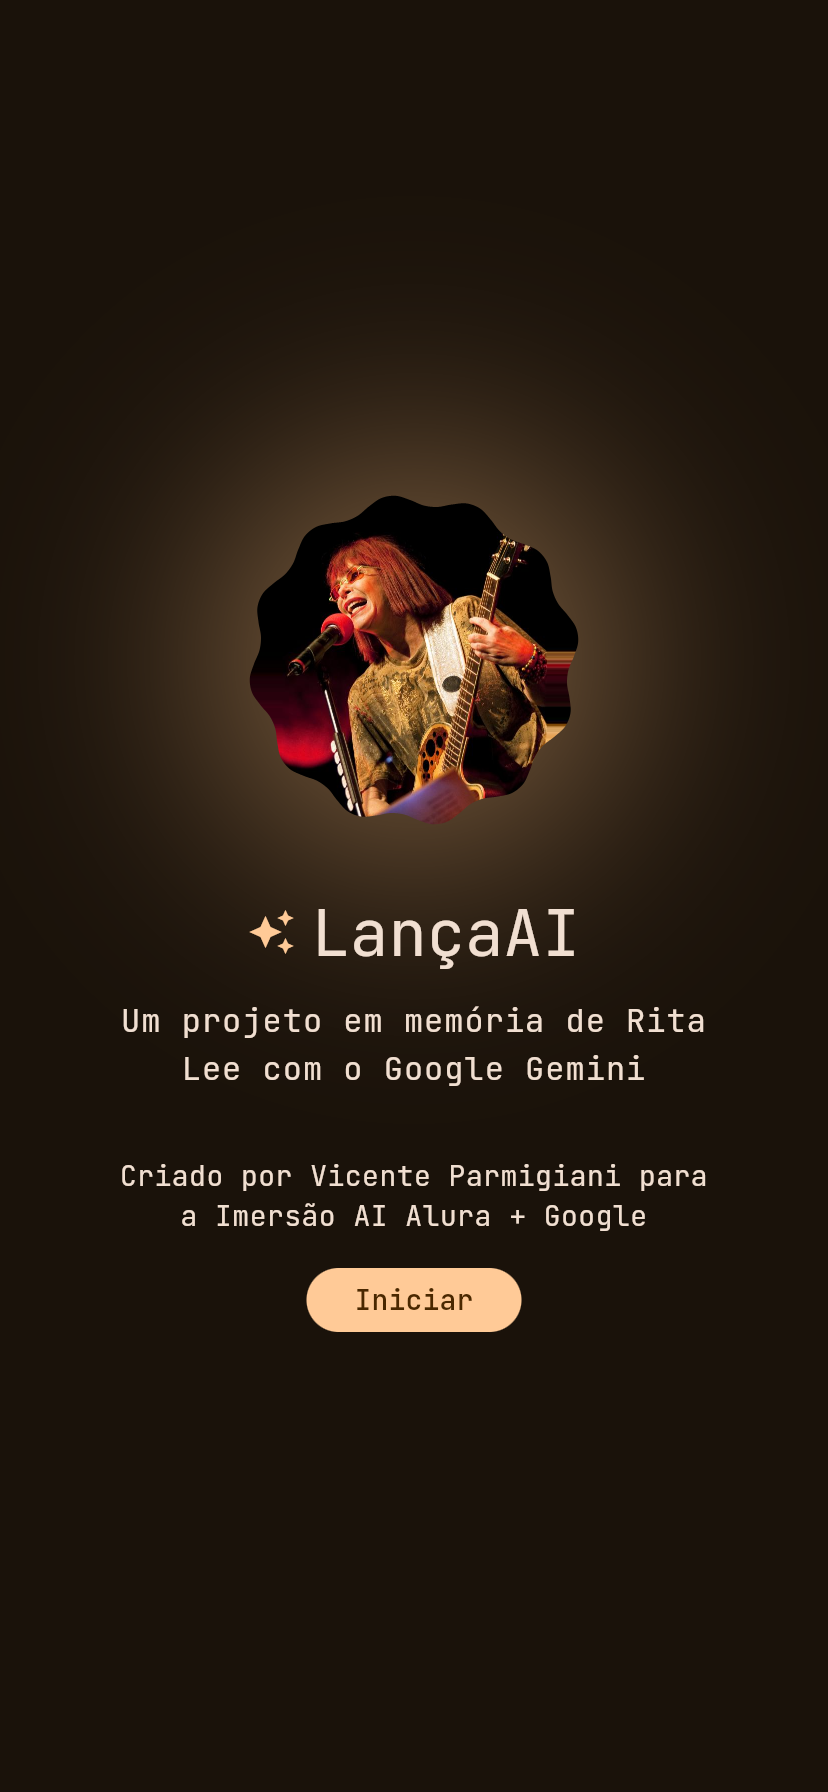 LançaAI
Um projeto em memória de Rita
Lee com o Google Gemini
Criado por Vicente Parmigiani para
a Imersão AI Alura + Google
Iniciar